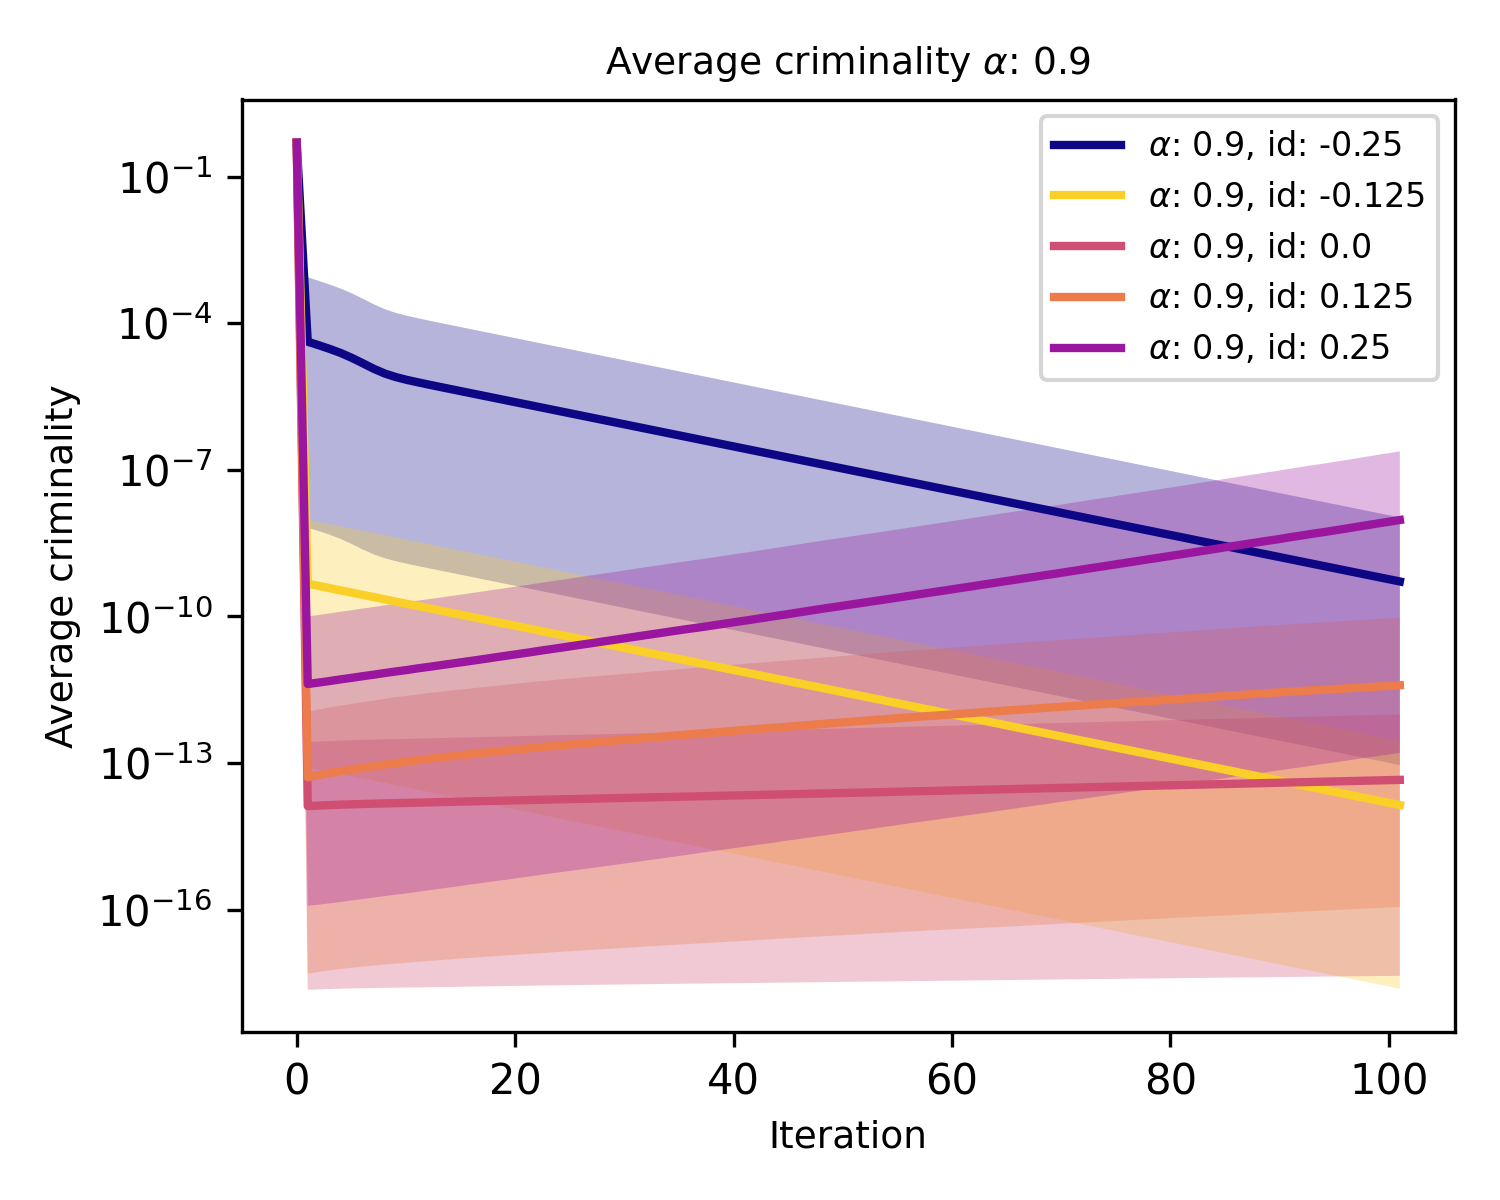 Average criminality α: 0.9
α: 0.9, id: -0.25
α: 0.9, id: -0.125
α: 0.9, id: 0.0
α: 0.9, id: 0.125
α: 0.9, id: 0.25
Average criminality
10⁻¹
10⁻⁴
10⁻⁷
10⁻¹⁰
10⁻¹³
10⁻¹⁶
0 20 40 60 80 100
Iteration